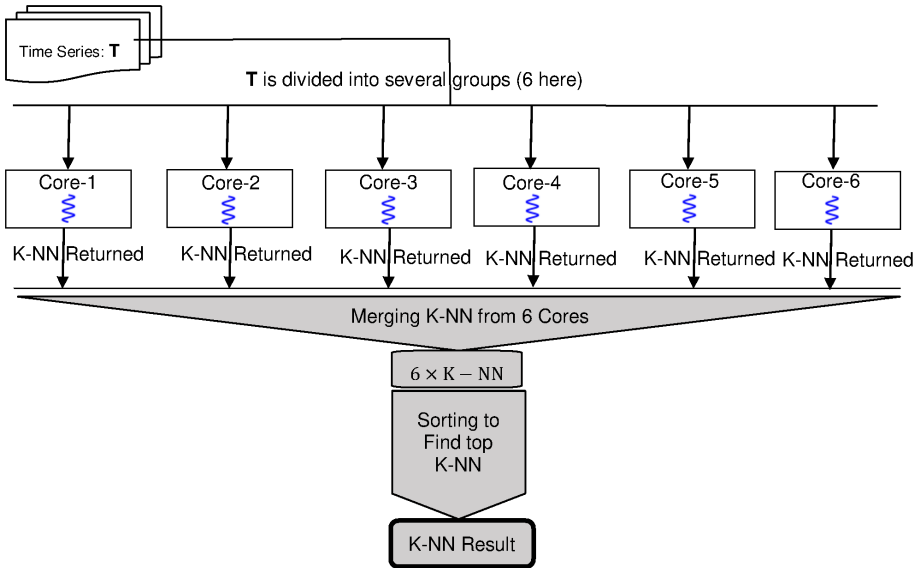 Time Series: T
T is divided into several groups (6 here)
Core-1
Core-2
Core-3
Core-4
Core-5
Core-6
K-NN Returned
K-NN Returned
K-NN Returned
K-NN Returned
K-NN Returned
K-NN Returned
Merging K-NN from 6 Cores
6 × K − NN
Sorting to
Find top
K-NN
K-NN Result